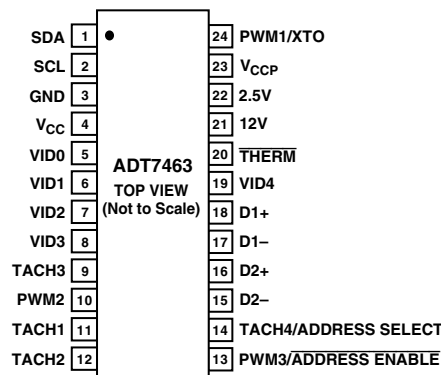 SDA 1
SCL 2
GND 3
VCC 4
VID0 5
VID1 6
VID2 7
VID3 8
TACH3 9
PWM2 10
TACH1 11
TACH2 12
ADT7463
TOP VIEW
(Not to Scale)
24 PWM1/XTO
23 VCCP
22 2.5V
21 12V
20 THERM
19 VID4
18 D1+
17 D1–
16 D2+
15 D2–
14 TACH4/ADDRESS SELECT
13 PWM3/ADDRESS ENABLE